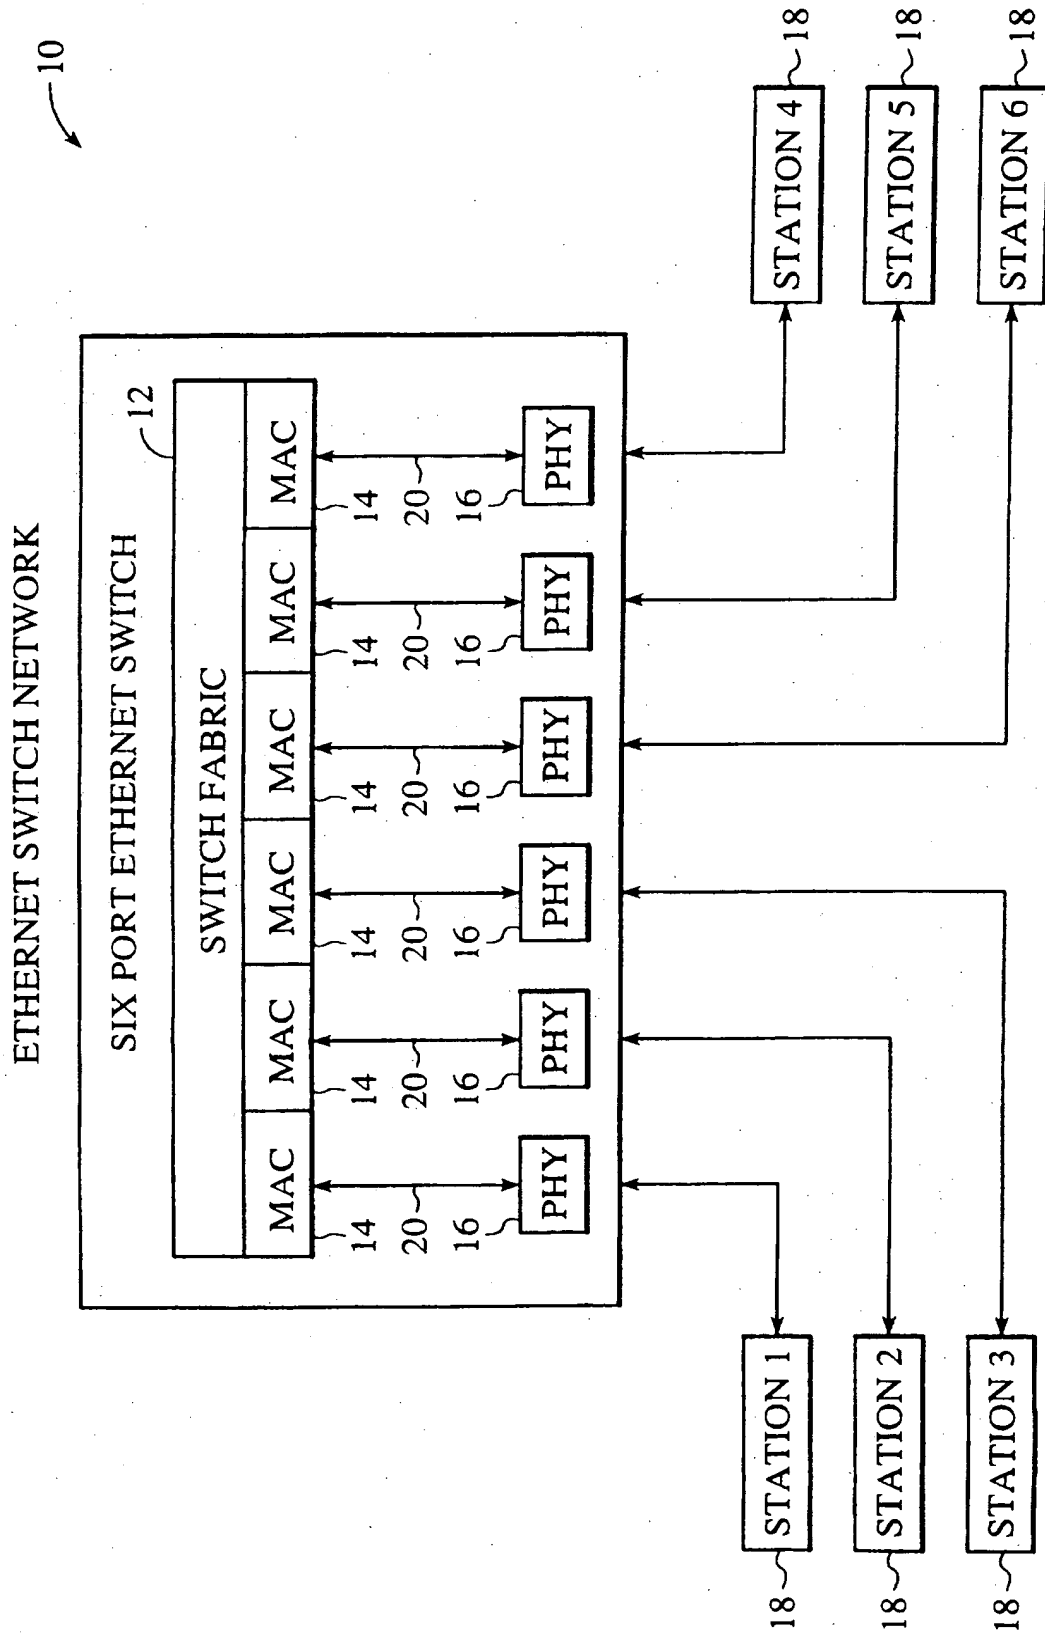 ETHERNET SWITCH NETWORK
10
SIX PORT ETHERNET SWITCH
12
SWITCH FABRIC
MAC MAC MAC MAC MAC MAC
14 14 14 14 14 14
20 20 20 20 20 20
16 16 16 16 16 16
PHY PHY PHY PHY PHY PHY
18 STATION 1 STATION 4 18
18 STATION 2 STATION 5 18
18 STATION 3 STATION 6 18